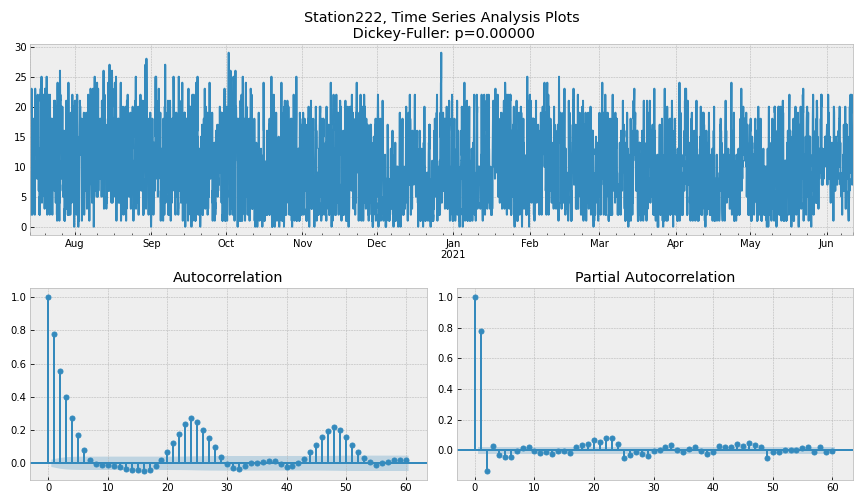 Station222, Time Series Analysis Plots
Dickey-Fuller: p=0.00000
30
25
20
15
10
5
0
Aug Sep Oct Nov Dec Jan Feb Mar Apr May Jun
2021
Autocorrelation
1.0
0.8
0.6
0.4
0.2
0.0
0 10 20 30 40 50 60
Partial Autocorrelation
1.0
0.8
0.6
0.4
0.2
0.0
0 10 20 30 40 50 60